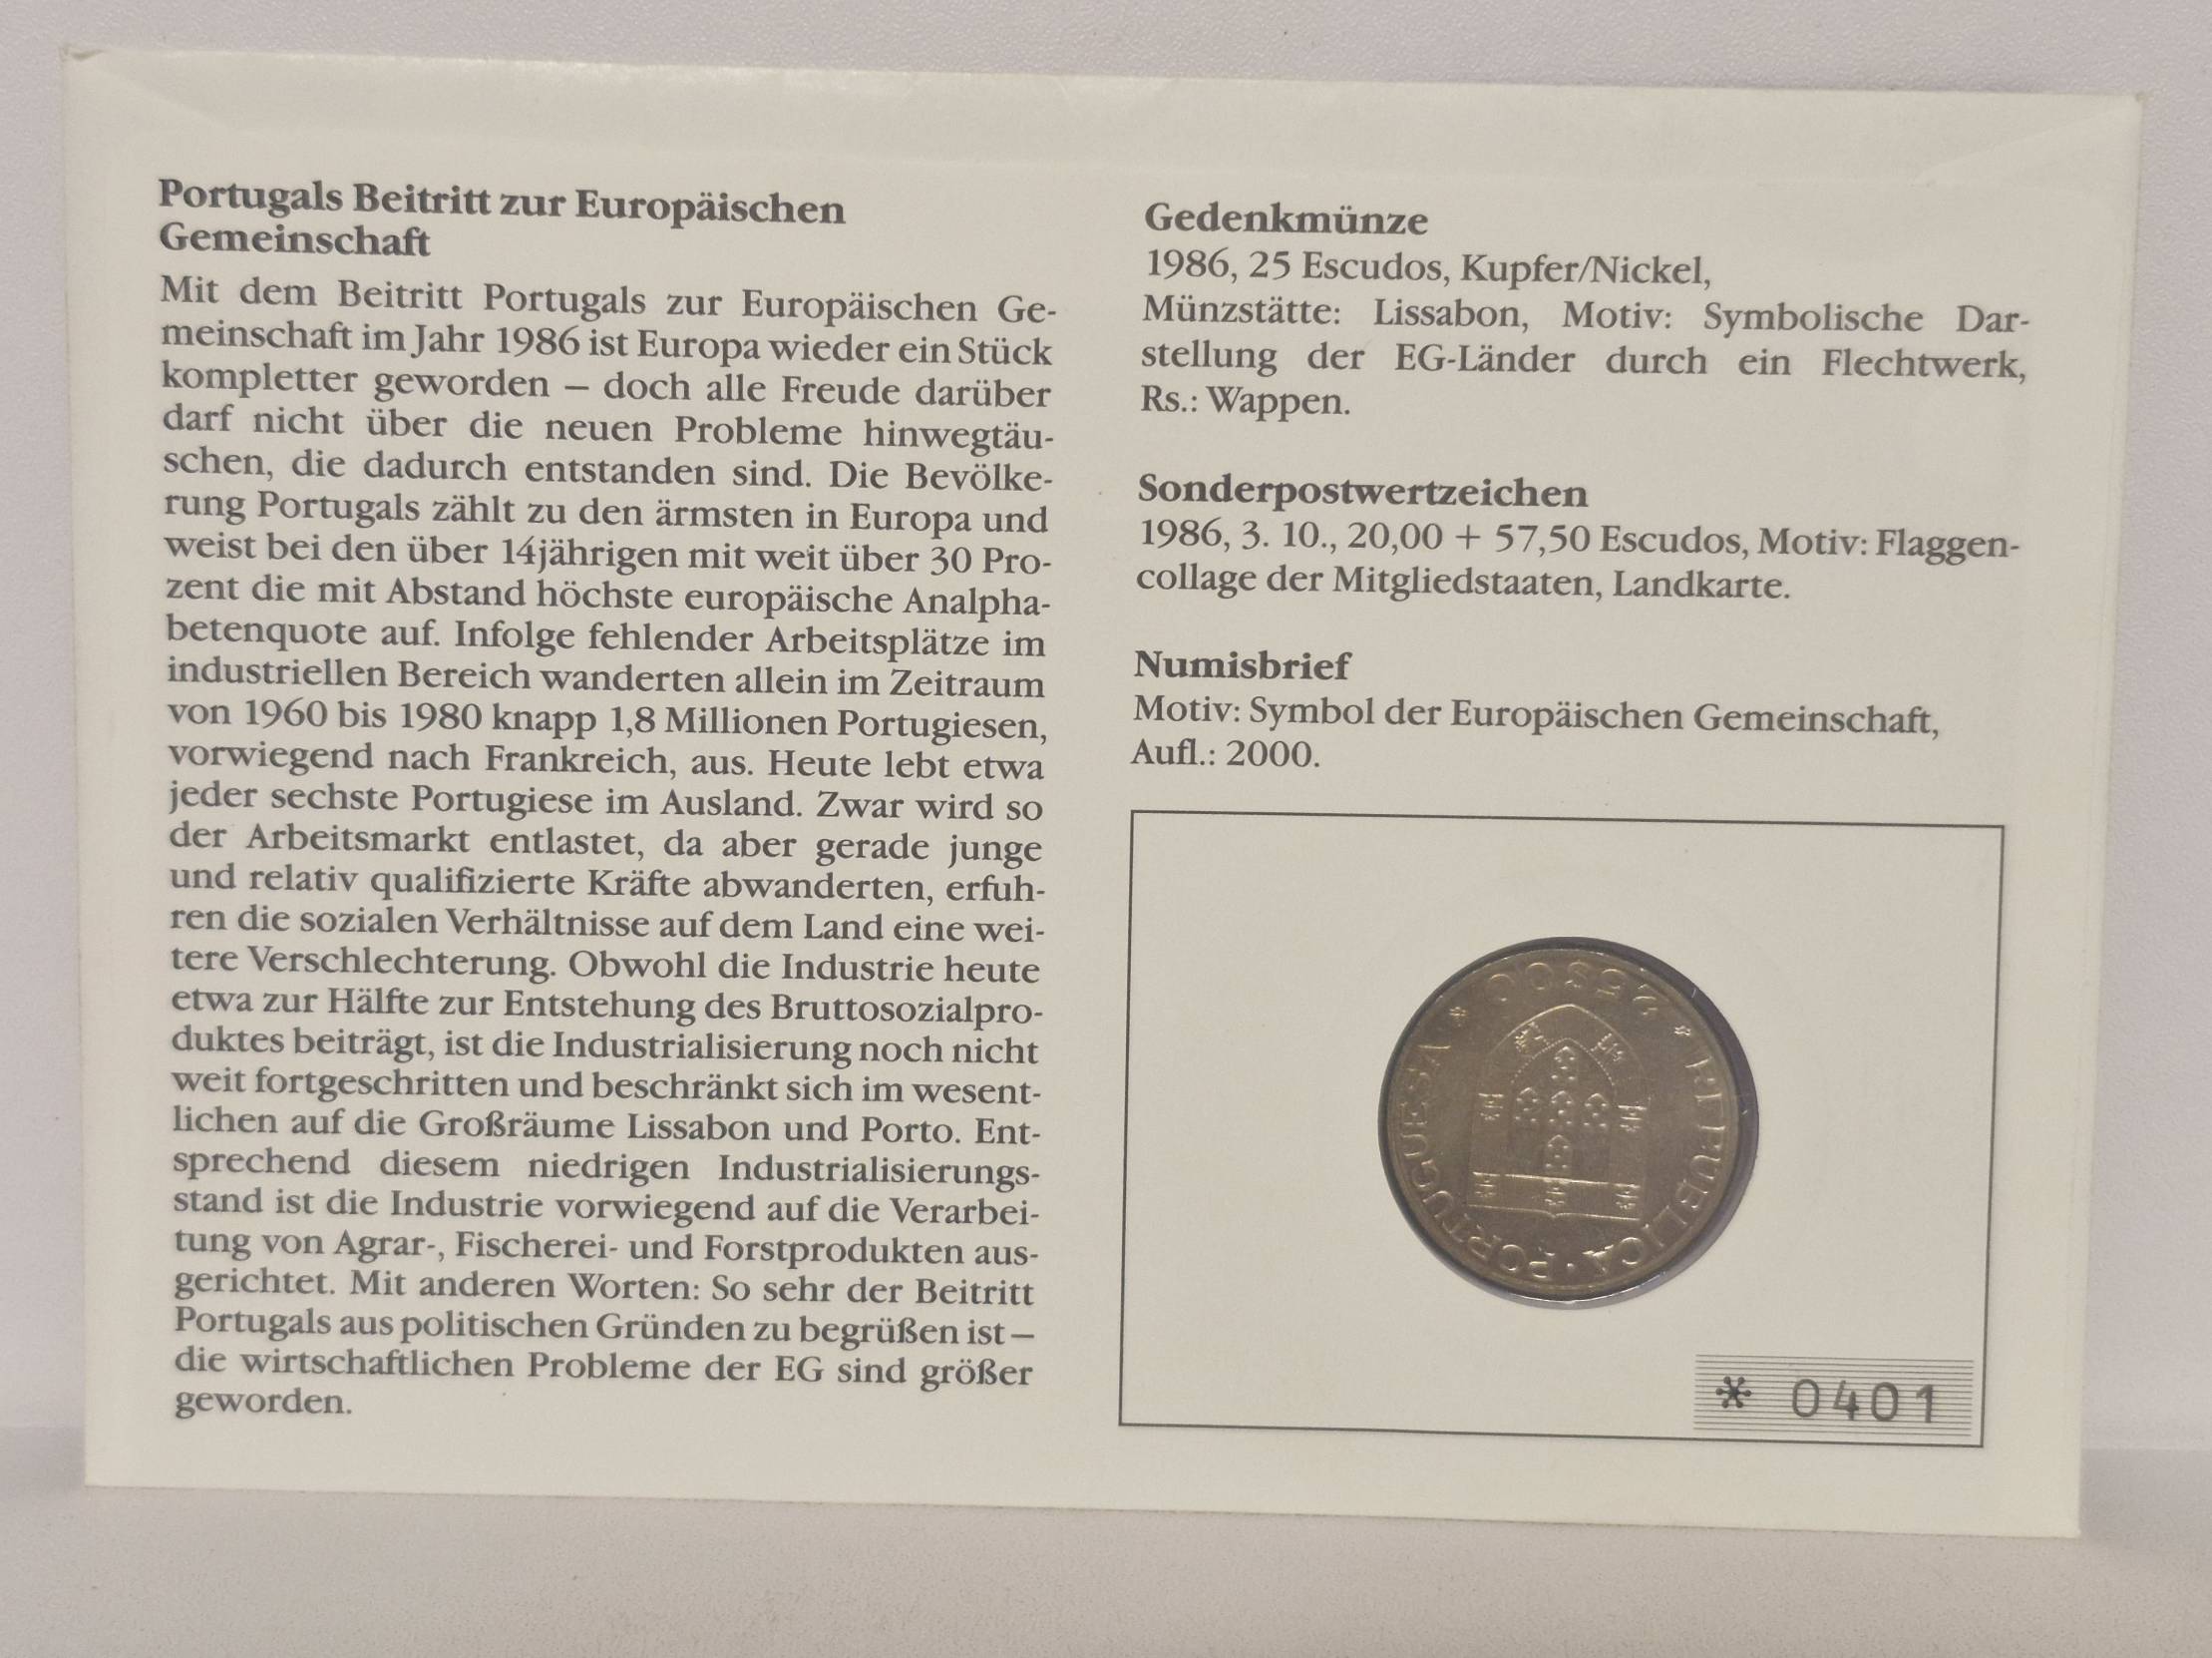 Portugals Beitritt zur Europäischen
Gemeinschaft
Mit dem Beitritt Portugals zur Europäischen Ge-
meinschaft im Jahr 1986 ist Europa wieder ein Stück
kompletter geworden – doch alle Freude darüber
darf nicht über die neuen Probleme hinwegtäu-
schen, die dadurch entstanden sind. Die Bevölke-
rung Portugals zählt zu den ärmsten in Europa und
weist bei den über 14jährigen mit weit über 30 Pro-
zent die mit Abstand höchste europäische Analpha-
betenquote auf. Infolge fehlender Arbeitsplätze im
industriellen Bereich wanderten allein im Zeitraum
von 1960 bis 1980 knapp 1,8 Millionen Portugiesen,
vorwiegend nach Frankreich, aus. Heute lebt etwa
jeder sechste Portugiese im Ausland. Zwar wird so
der Arbeitsmarkt entlastet, da aber gerade junge
und relativ qualifizierte Kräfte abwanderten, erfuh-
ren die sozialen Verhältnisse auf dem Land eine wei-
tere Verschlechterung. Obwohl die Industrie heute
etwa zur Hälfte zur Entstehung des Bruttosozialpro-
duktes beiträgt, ist die Industrialisierung noch nicht
weit fortgeschritten und beschränkt sich im wesent-
lichen auf die Großräume Lissabon und Porto. Ent-
sprechend diesem niedrigen Industrialisierungs-
stand ist die Industrie vorwiegend auf die Verarbei-
tung von Agrar-, Fischerei- und Forstprodukten aus-
gerichtet. Mit anderen Worten: So sehr der Beitritt
Portugals aus politischen Gründen zu begrüßen ist –
die wirtschaftlichen Probleme der EG sind größer
geworden.
Gedenkmünze
1986, 25 Escudos, Kupfer/Nickel,
Münzstätte: Lissabon, Motiv: Symbolische Dar-
stellung der EG-Länder durch ein Flechtwerk,
Rs.: Wappen.
Sonderpostwertzeichen
1986, 3. 10., 20,00 + 57,50 Escudos, Motiv: Flaggen-
collage der Mitgliedstaaten, Landkarte.
Numisbrief
Motiv: Symbol der Europäischen Gemeinschaft,
Aufl.: 2000.
REPUBLICA · PORTUGUESA * 25$00 *
* 0401